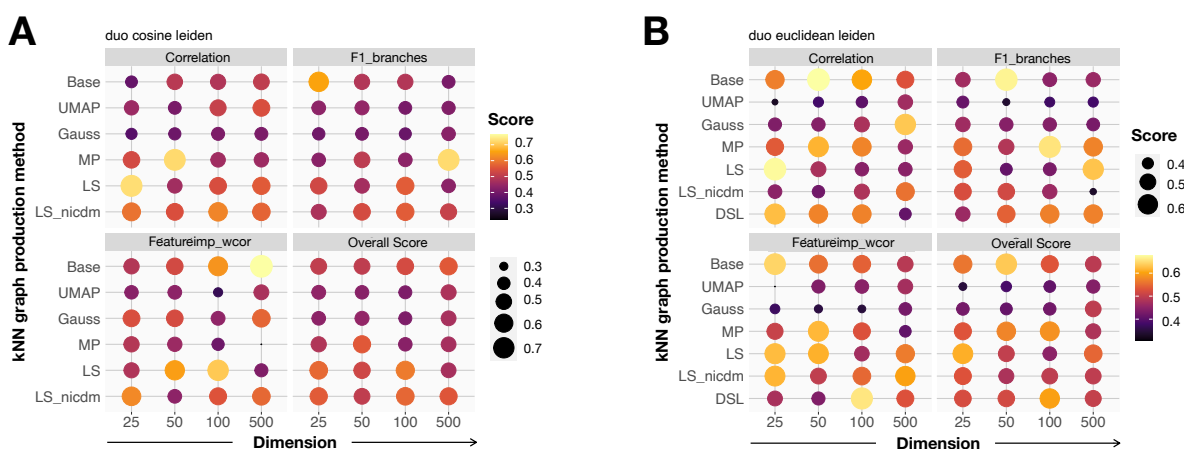 A
duo cosine leiden
Correlation
F1_branches
Base
UMAP
Gauss
MP
LS
LS_nicdm
Featureimp_wcor
Overall Score
Base
UMAP
Gauss
MP
LS
LS_nicdm
25 50 100 500
25 50 100 500
Dimension
kNN graph production method
Score
0.7
0.6
0.5
0.4
0.3
0.3
0.4
0.5
0.6
0.7
B
duo euclidean leiden
Correlation
F1_branches
Base
UMAP
Gauss
MP
LS
LS_nicdm
DSL
Featureimp_wcor
Overall Score
Base
UMAP
Gauss
MP
LS
LS_nicdm
DSL
25 50 100 500
25 50 100 500
Dimension
kNN graph production method
Score
0.4
0.5
0.6
0.6
0.5
0.4